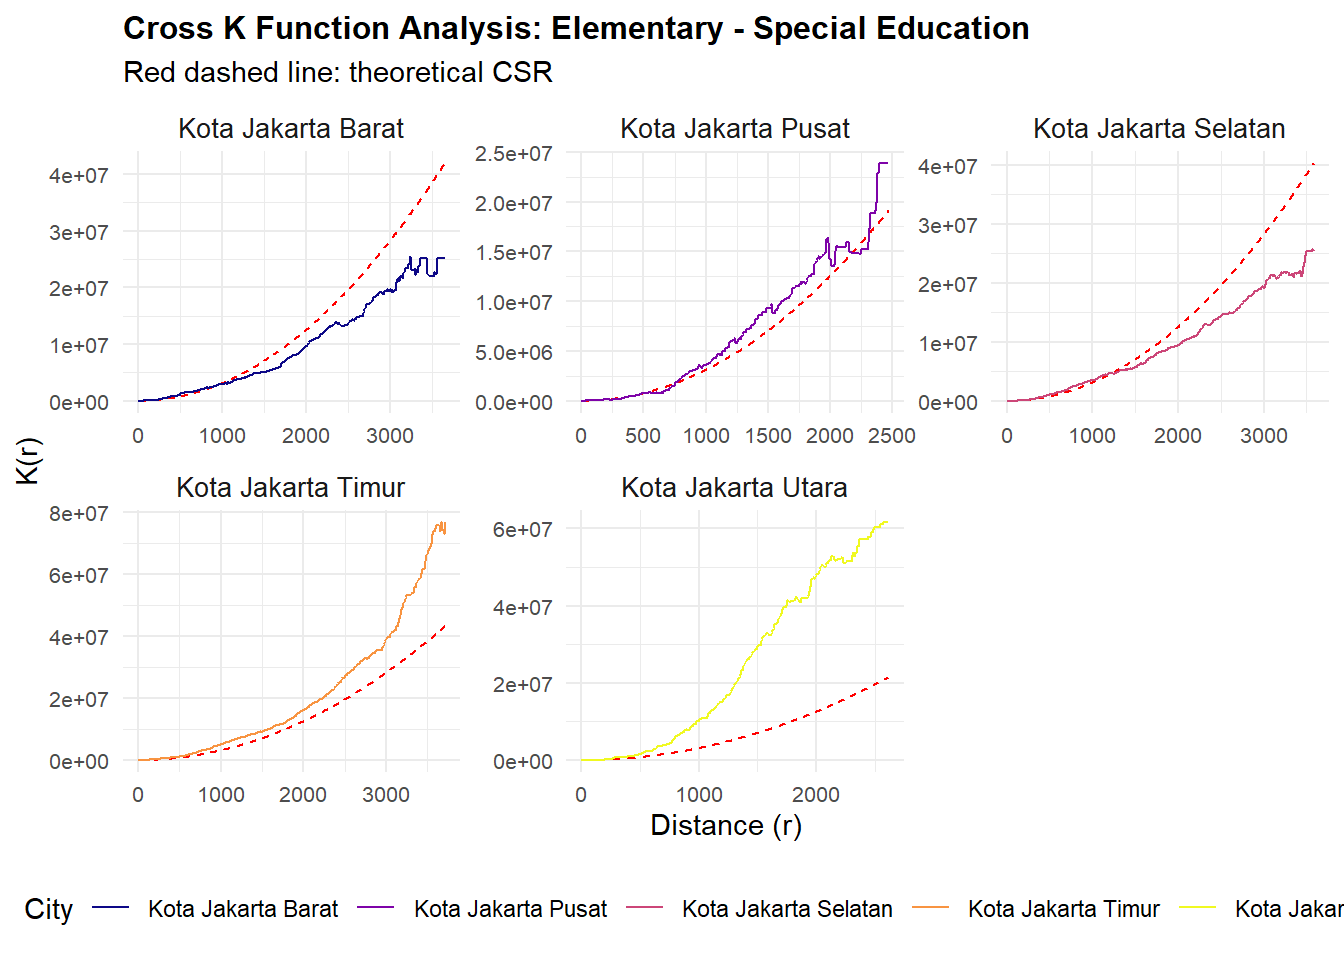 Cross K Function Analysis: Elementary - Special Education
Red dashed line: theoretical CSR
Kota Jakarta Barat
Kota Jakarta Pusat
Kota Jakarta Selatan
4e+07
3e+07
2e+07
1e+07
0e+00
0 1000 2000 3000
2.5e+07
2.0e+07
1.5e+07
1.0e+07
5.0e+06
0.0e+00
0 500 1000 1500 2000 2500
4e+07
3e+07
2e+07
1e+07
0e+00
0 1000 2000 3000
K(r)
Kota Jakarta Timur
Kota Jakarta Utara
8e+07
6e+07
4e+07
2e+07
0e+00
0 1000 2000 3000
6e+07
4e+07
2e+07
0e+00
0 1000 2000
Distance (r)
City Kota Jakarta Barat Kota Jakarta Pusat Kota Jakarta Selatan Kota Jakarta Timur Kota Jakar